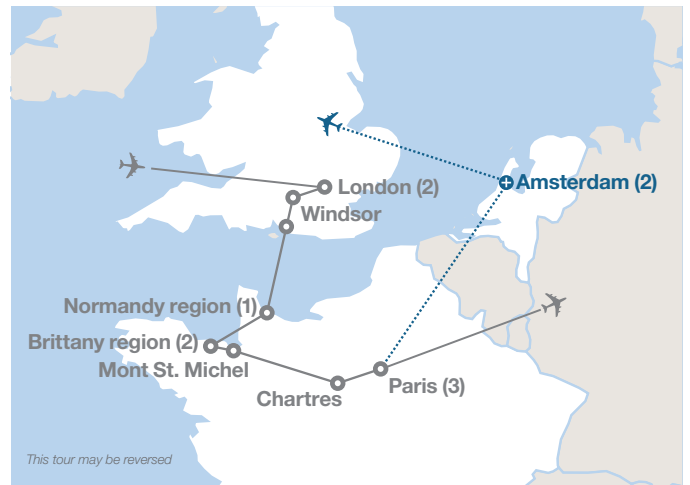 Amsterdam (2)
London (2)
Windsor
Normandy region (1)
Brittany region (2)
Mont St. Michel
Chartres
Paris (3)
This tour may be reversed